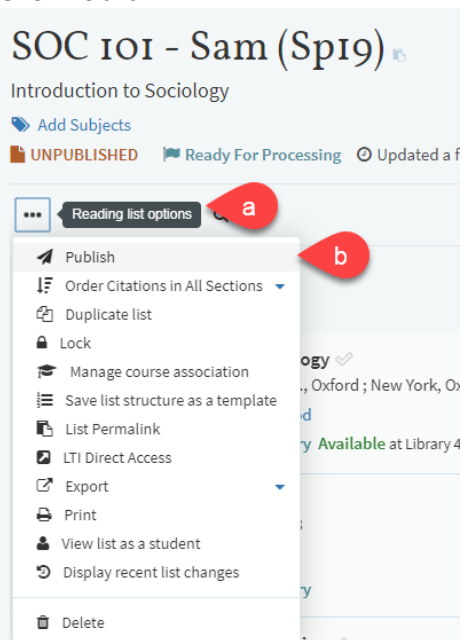 SOC 101 - Sam (Sp19)
Introduction to Sociology
Add Subjects
UNPUBLISHED Ready For Processing Updated a f
Reading list options a
Publish b
Order Citations in All Sections
Duplicate list
Lock
ogy
Manage course association
., Oxford ; New York, Ox
Save list structure as a template
d
List Permalink
ry Available at Library 4
LTI Direct Access
Export
Print
View list as a student
Display recent list changes
ry
Delete